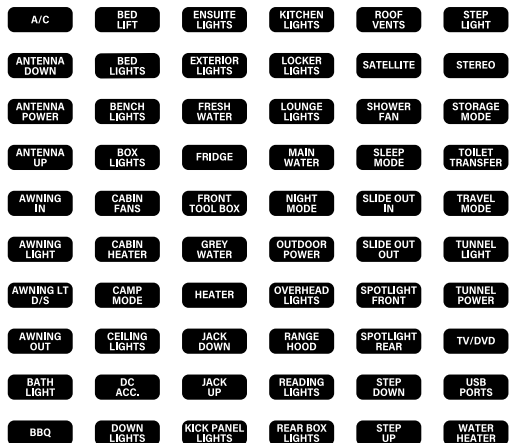 A/C
BED
LIFT
ENSUITE
LIGHTS
KITCHEN
LIGHTS
ROOF
VENTS
STEP
LIGHT
ANTENNA
DOWN
BED
LIGHTS
EXTERIOR
LIGHTS
LOCKER
LIGHTS
SATELLITE
STEREO
ANTENNA
POWER
BENCH
LIGHTS
FRESH
WATER
LOUNGE
LIGHTS
SHOWER
FAN
STORAGE
MODE
ANTENNA
UP
BOX
LIGHTS
FRIDGE
MAIN
WATER
SLEEP
MODE
TOILET
TRANSFER
AWNING
IN
CABIN
FANS
FRONT
TOOL BOX
NIGHT
MODE
SLIDE OUT
IN
TRAVEL
MODE
AWNING
LIGHT
CABIN
HEATER
GREY
WATER
OUTDOOR
POWER
SLIDE OUT
OUT
TUNNEL
LIGHT
AWNING LT
D/S
CAMP
MODE
HEATER
OVERHEAD
LIGHTS
SPOTLIGHT
FRONT
TUNNEL
POWER
AWNING
OUT
CEILING
LIGHTS
JACK
DOWN
RANGE
HOOD
SPOTLIGHT
REAR
TV/DVD
BATH
LIGHT
DC
ACC.
JACK
UP
READING
LIGHTS
STEP
DOWN
USB
PORTS
BBQ
DOWN
LIGHTS
KICK PANEL
LIGHTS
REAR BOX
LIGHTS
STEP
UP
WATER
HEATER